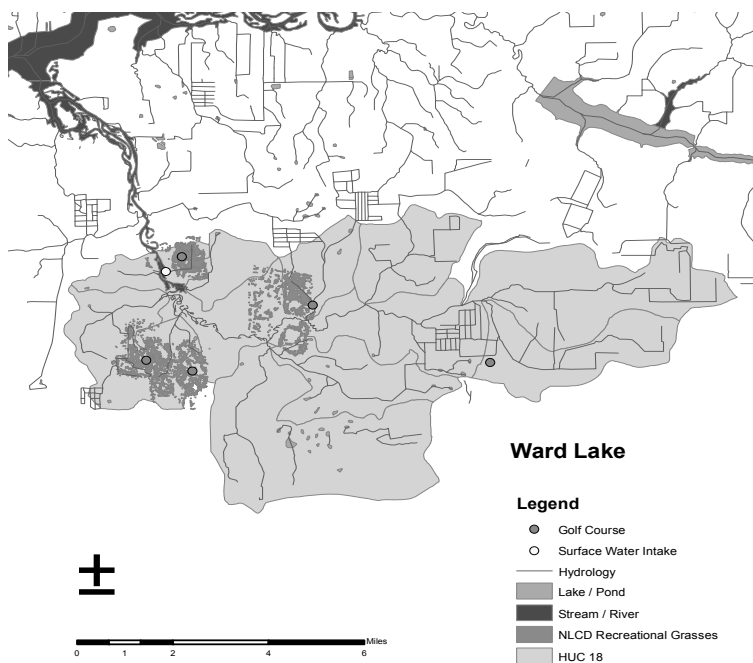 Ward Lake
Legend
Golf Course
Surface Water Intake
Hydrology
Lake / Pond
Stream / River
NLCD Recreational Grasses
HUC 18
Miles
0 1 2 4 6